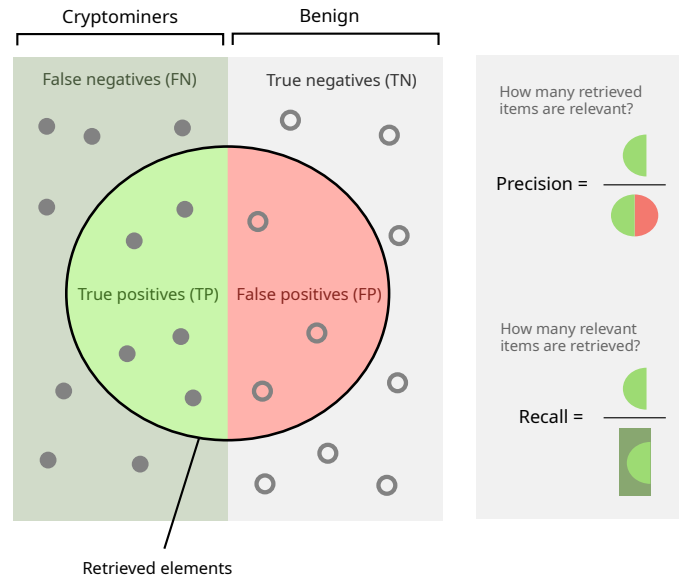 Cryptominers
Benign
False negatives (FN)
True negatives (TN)
True positives (TP)
False positives (FP)
Retrieved elements
How many retrieved
items are relevant?
Precision =
How many relevant
items are retrieved?
Recall =